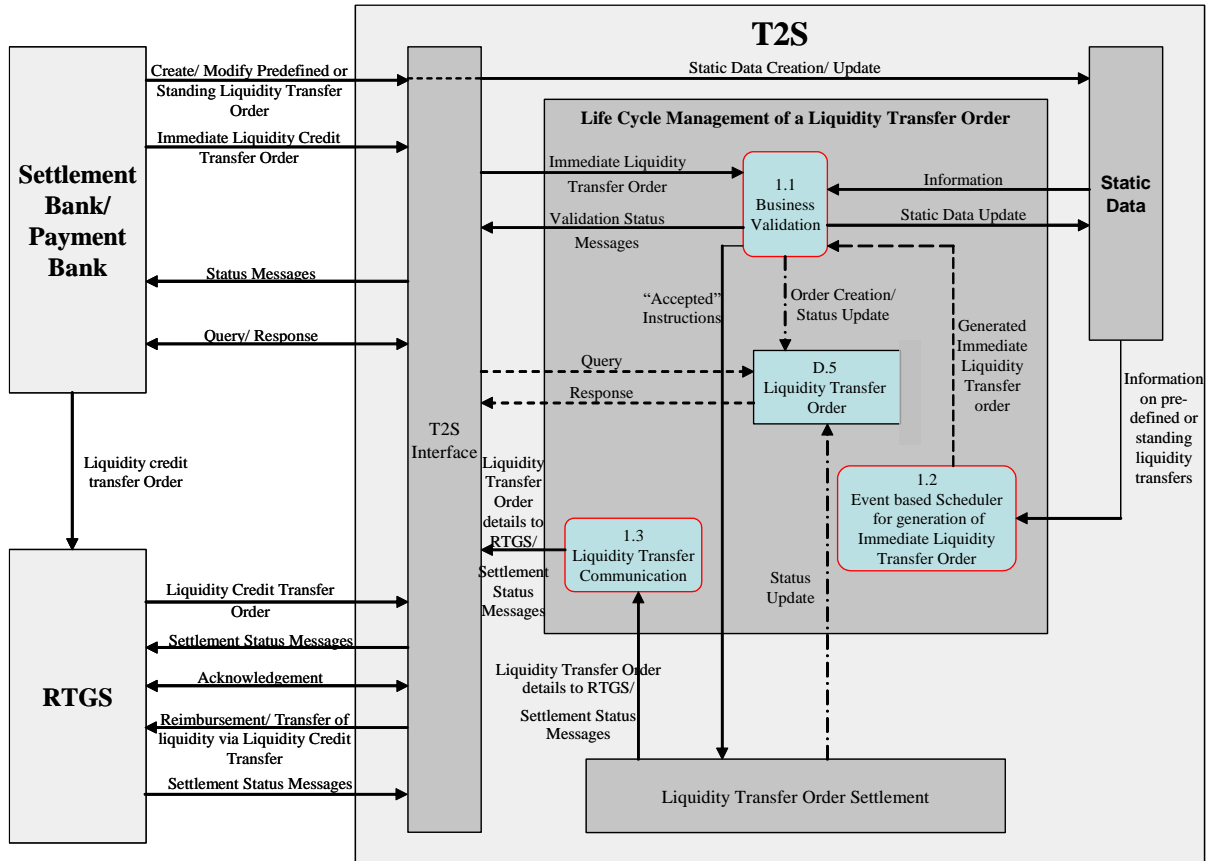 T2S
Create/ Modify Predefined or
Standing Liquidity Transfer
Order
Static Data Creation/ Update
Immediate Liquidity Credit
Transfer Order
Life Cycle Management of a Liquidity Transfer Order
Settlement
Bank/
Payment
Bank
Immediate Liquidity
Transfer Order
1.1
Business
Validation
Information
Static
Data
Validation Status
Messages
Static Data Update
Status Messages
"Accepted"
Instructions
Order Creation/
Status Update
Generated
Immediate
Liquidity
Transfer
order
Query/ Response
Query
Response
D.5
Liquidity Transfer
Order
Information
on pre-
defined or
standing
liquidity
transfers
T2S
Interface
Liquidity credit
transfer Order
Liquidity
Transfer
Order
details to
RTGS/
Settlement
Status
Messages
1.2
Event based Scheduler
for generation of
Immediate Liquidity
Transfer Order
1.3
Liquidity Transfer
Communication
Status
Update
RTGS
Liquidity Credit Transfer
Order
Settlement Status Messages
Acknowledgement
Reimbursement/ Transfer of
liquidity via Liquidity Credit
Transfer
Settlement Status Messages
Liquidity Transfer Order
details to RTGS/
Settlement Status
Messages
Liquidity Transfer Order Settlement